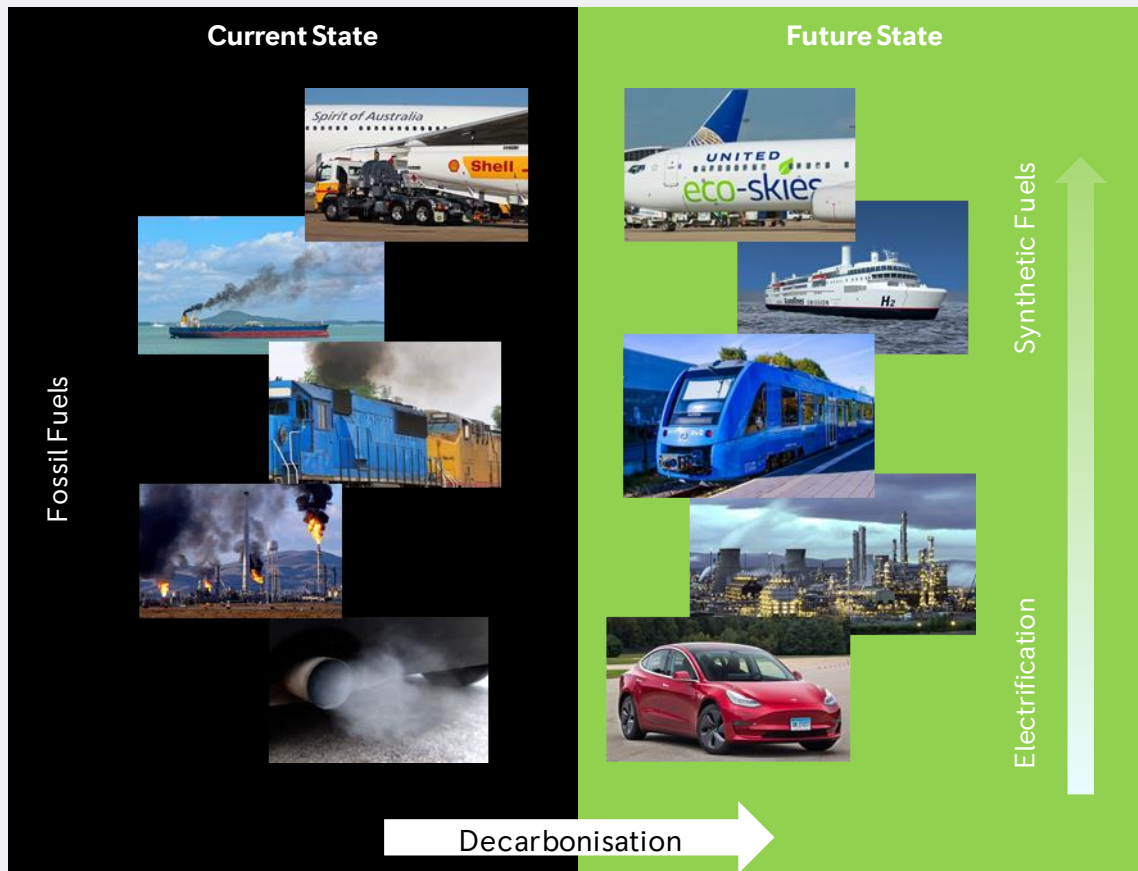 Current State
Future State
Spirit of Australia
Shell
UNITED
eco-skies
H2
Fossil Fuels
Synthetic Fuels
Electrification
Decarbonisation